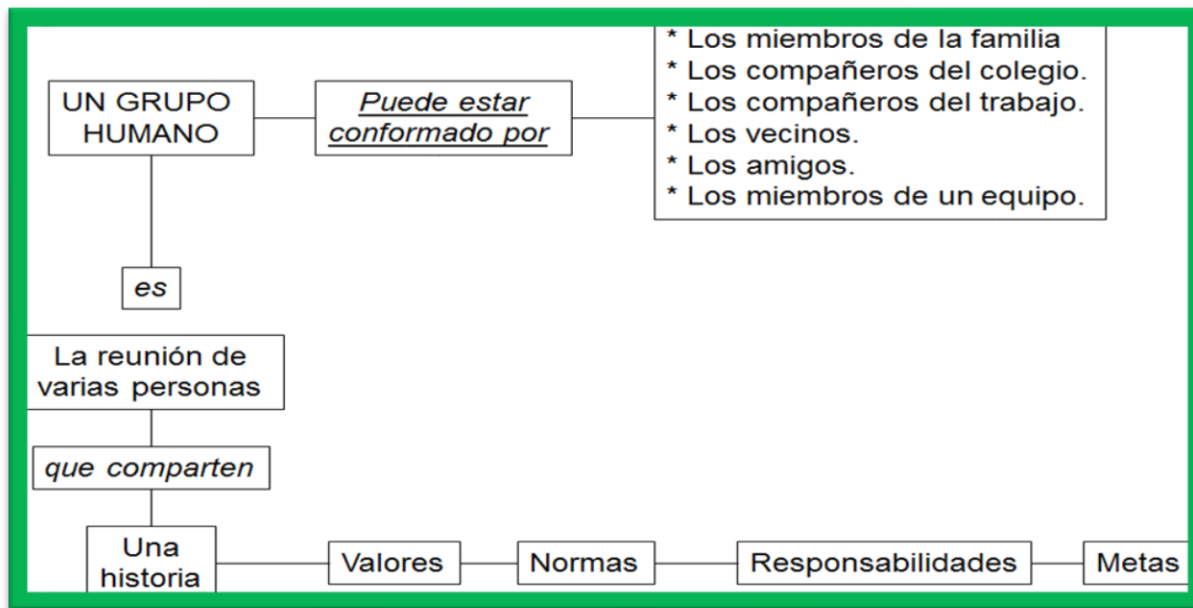 * Los miembros de la familia
* Los compañeros del colegio.
* Los compañeros del trabajo.
* Los vecinos.
* Los amigos.
* Los miembros de un equipo.
UN GRUPO
HUMANO
Puede estar
conformado por
es
La reunión de
varias personas
que comparten
Una
historia
Valores
Normas
Responsabilidades
Metas